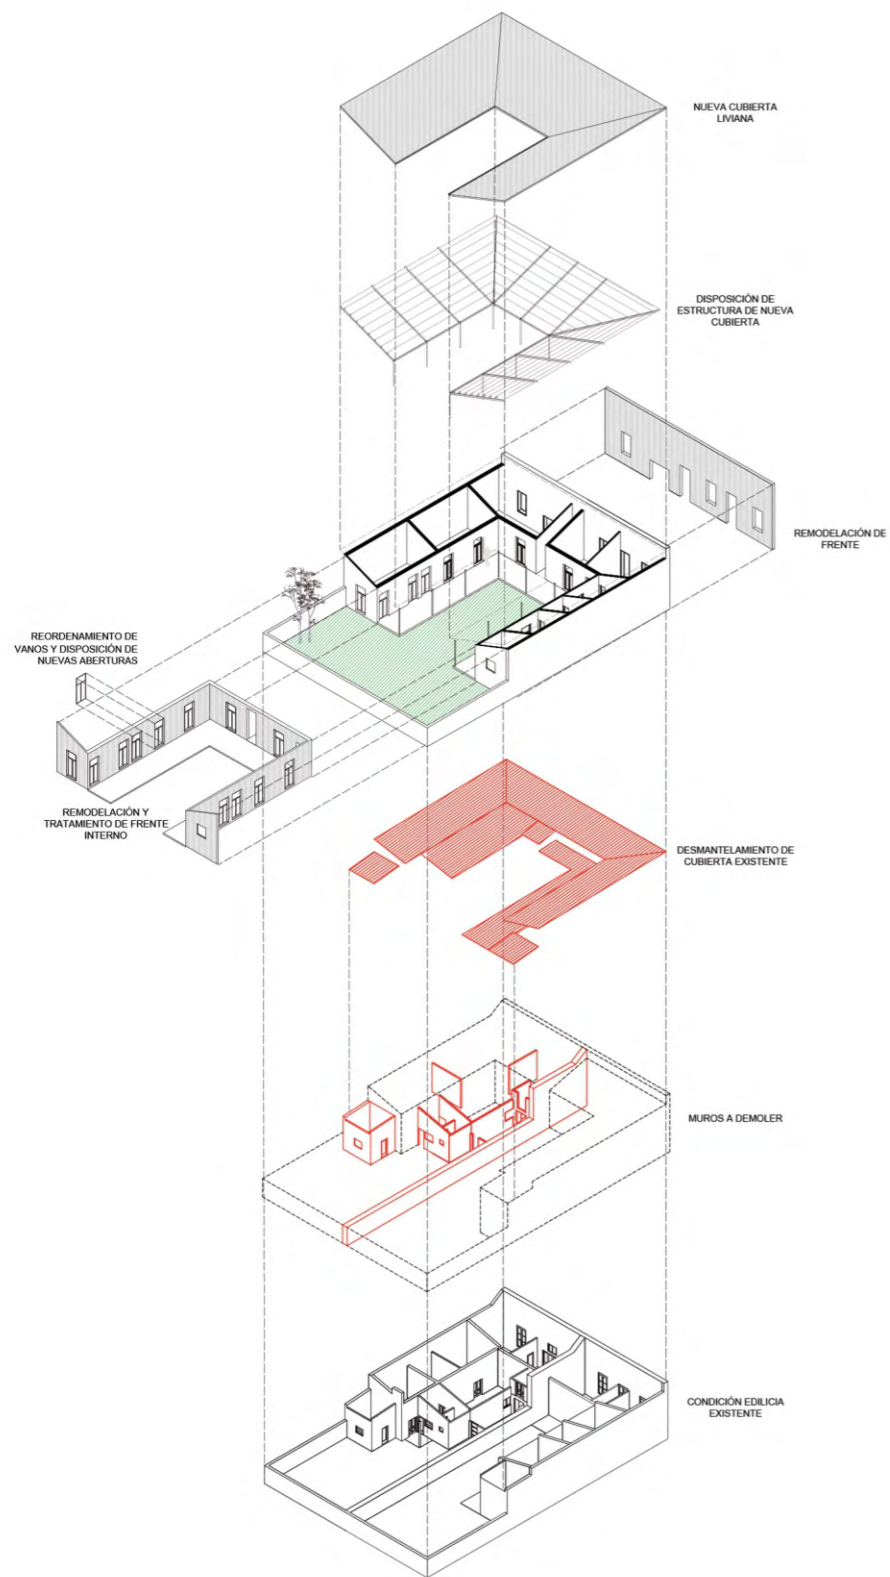 NUEVA CUBIERTA
LIVIANA
DISPOSICIÓN DE
ESTRUCTURA DE NUEVA
CUBIERTA
REMODELACIÓN DE
FRENTE
REORDENAMIENTO DE
VANOS Y DISPOSICIÓN DE
NUEVAS ABERTURAS
REMODELACIÓN Y
TRATAMIENTO DE FRENTE
INTERNO
DESMANTELAMIENTO DE
CUBIERTA EXISTENTE
MUROS A DEMOLER
CONDICIÓN EDILICIA
EXISTENTE